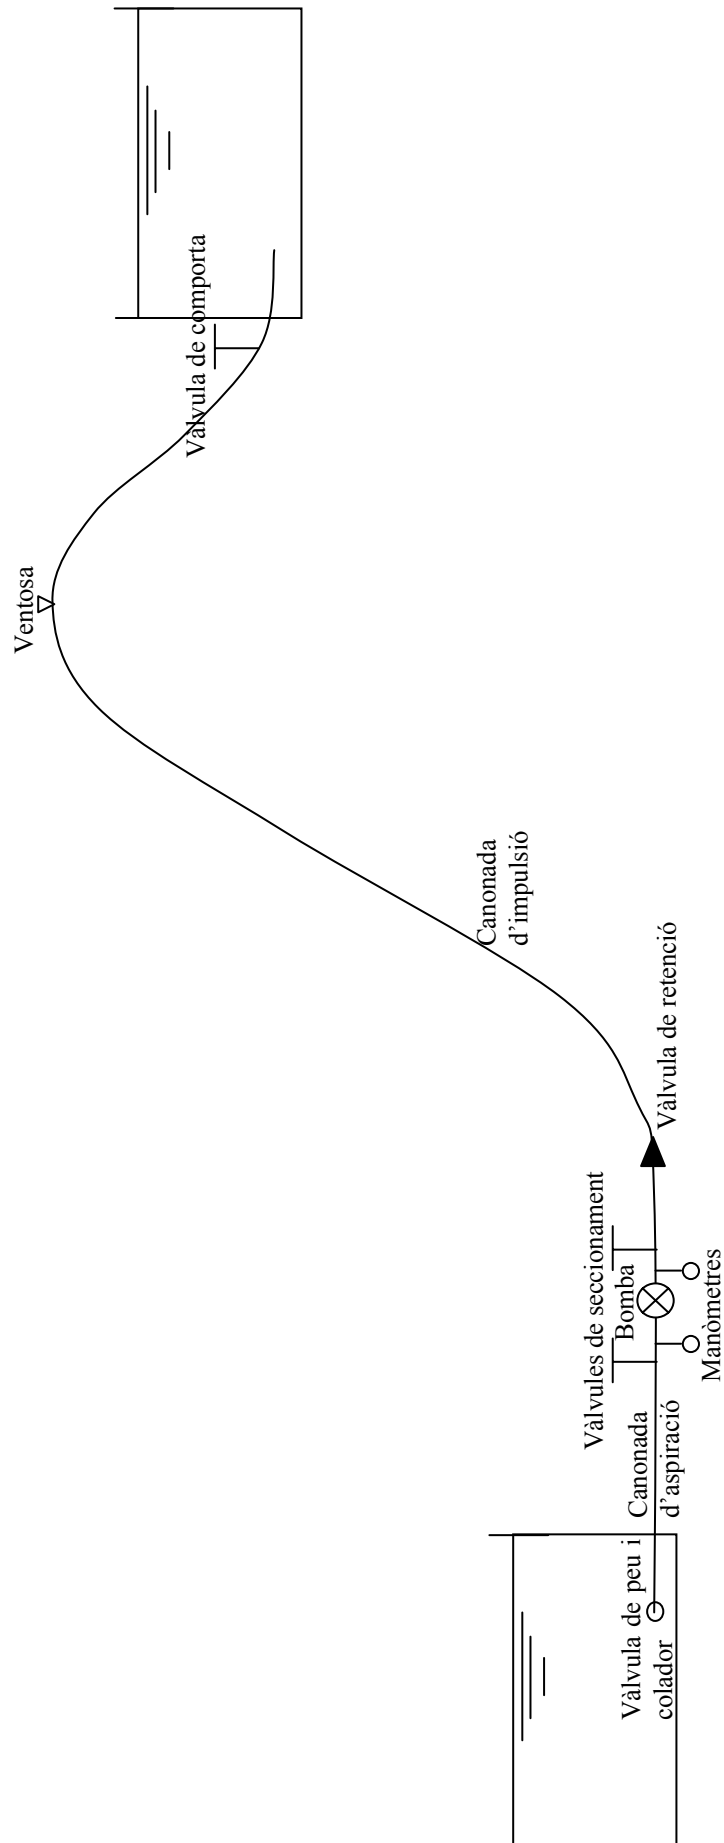 Vàlvula de peu i
colador
Canonada
d’aspiració
Vàlvules de seccionament
Bomba
Manòmetres
Vàlvula de retenció
Canonada
d’impulsió
Ventosa
Vàlvula de comporta